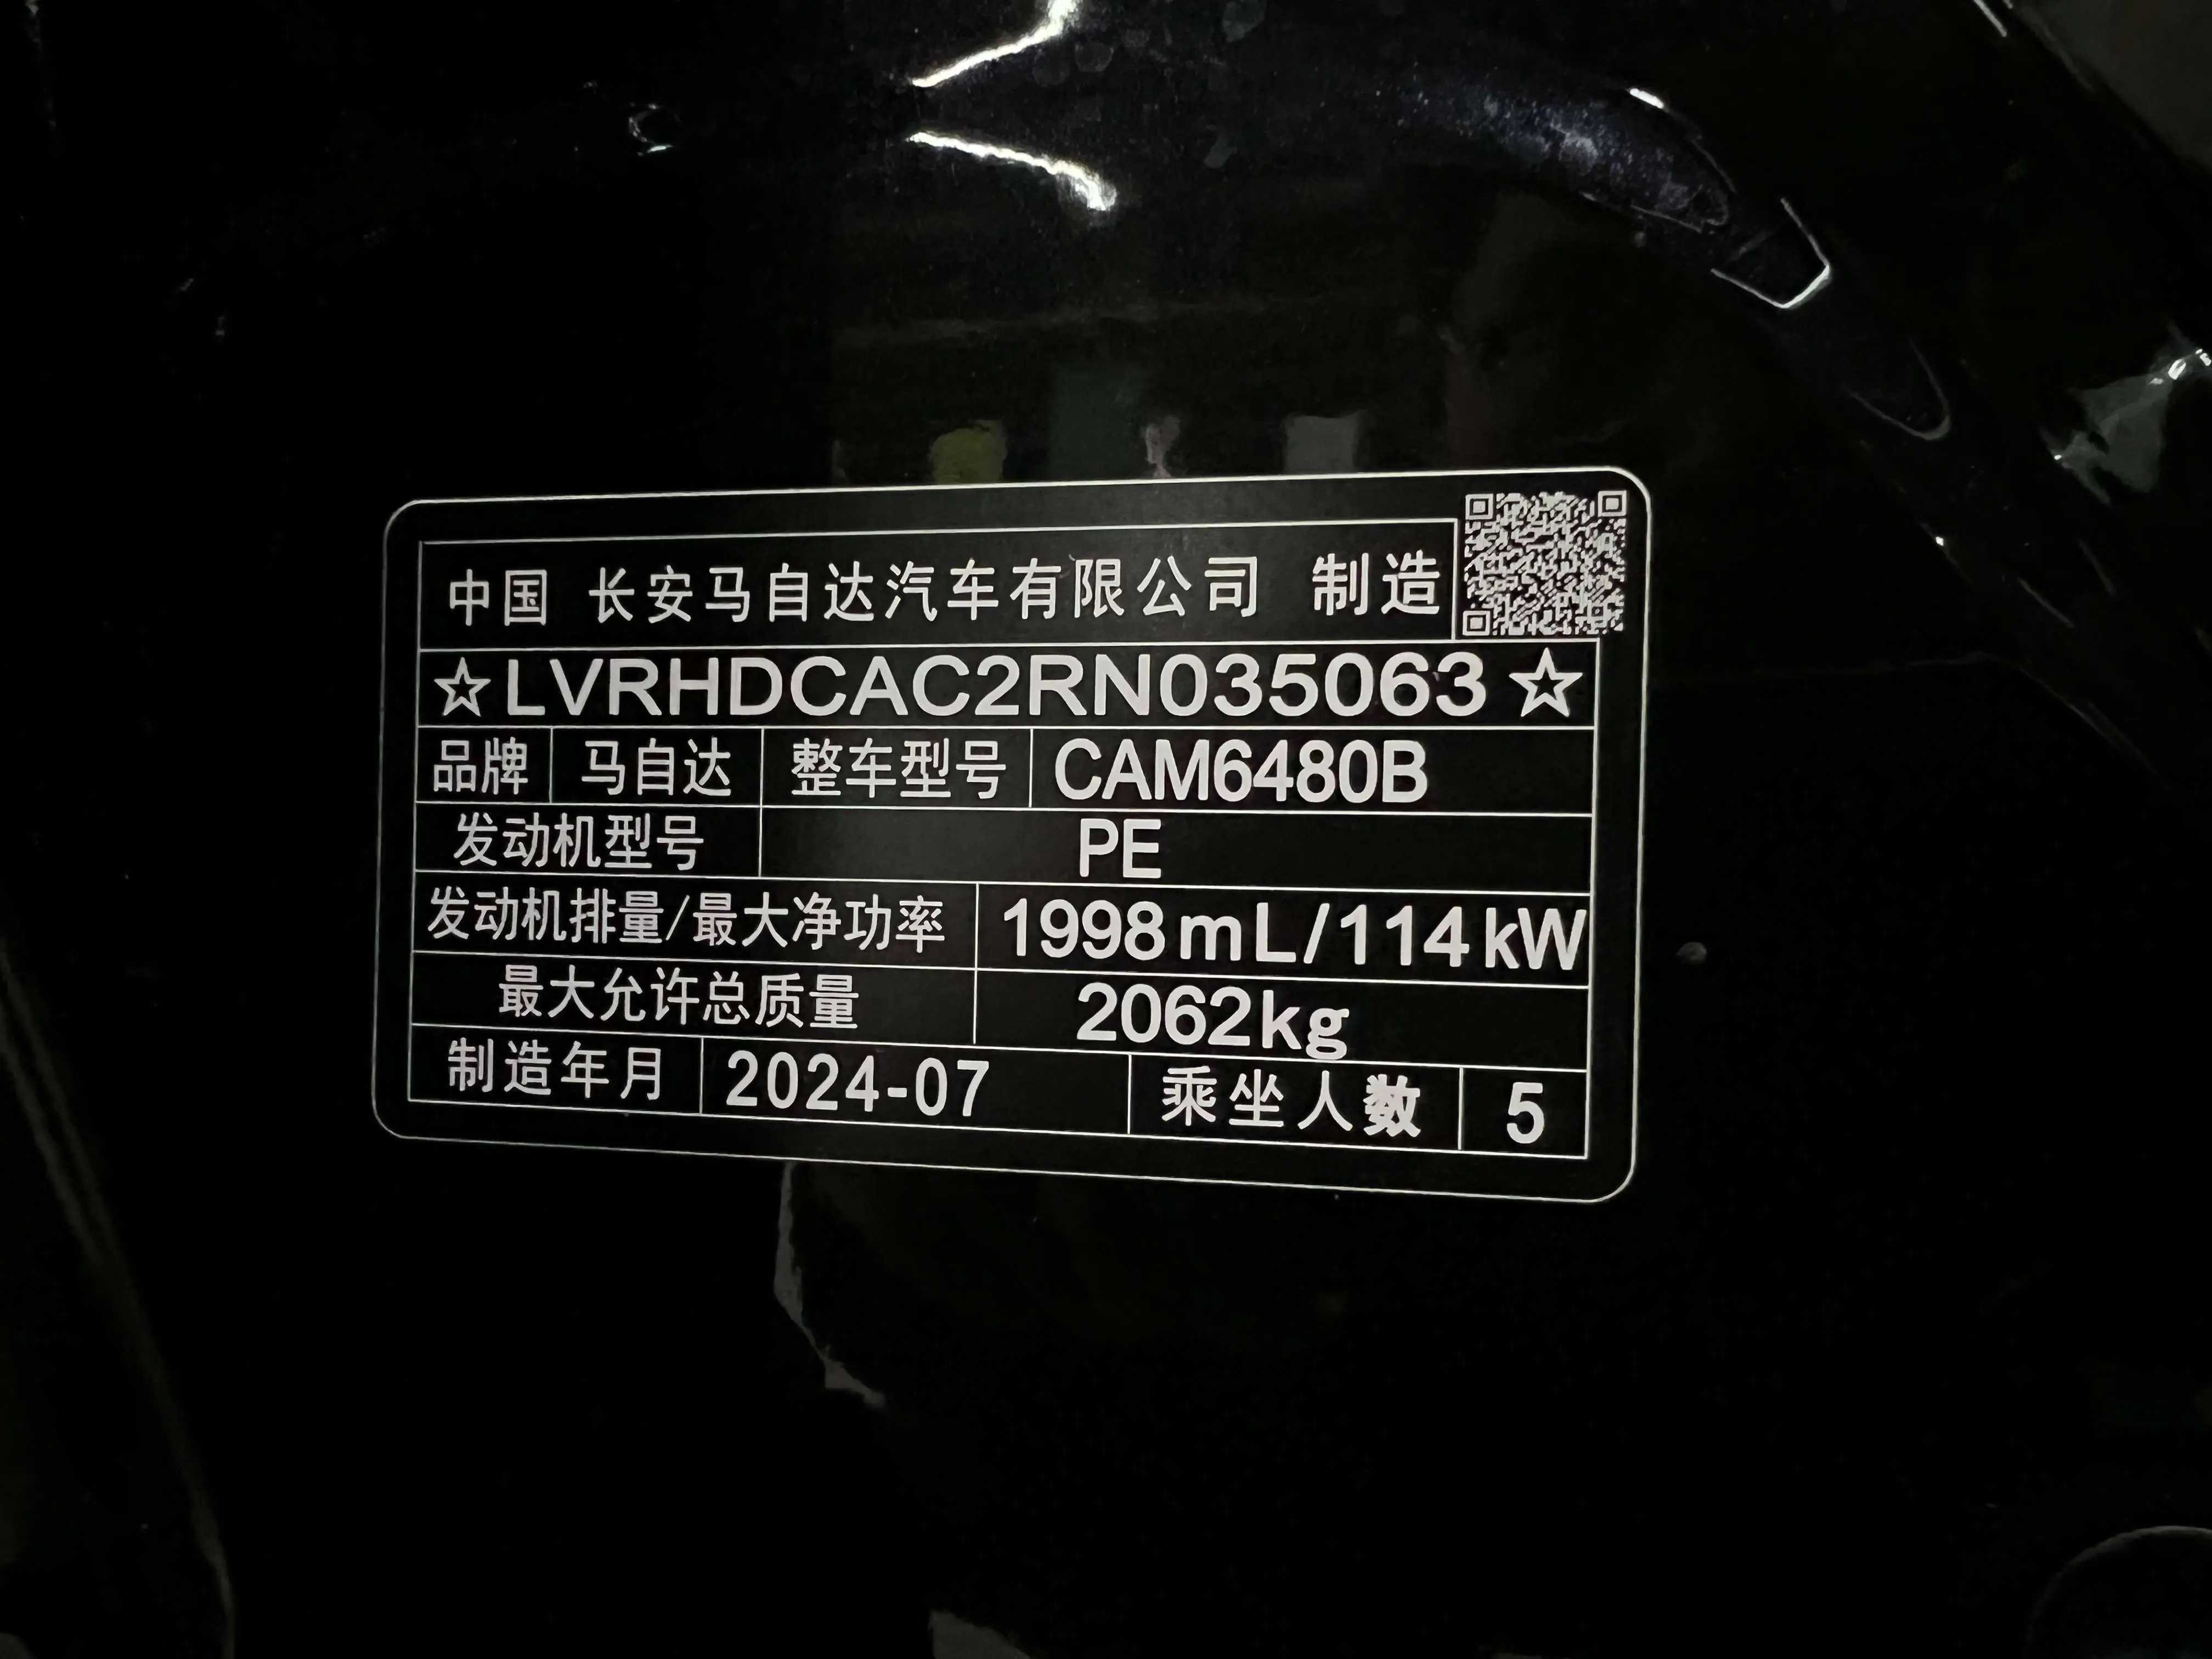 中国 长安马自达汽车有限公司 制造
☆LVRHDCAC2RN035063☆
品牌 马自达 整车型号 CAM6480B
发动机型号 PE
发动机排量/最大净功率 1998mL/114kW
最大允许总质量 2062kg
制造年月 2024-07 乘坐人数 5